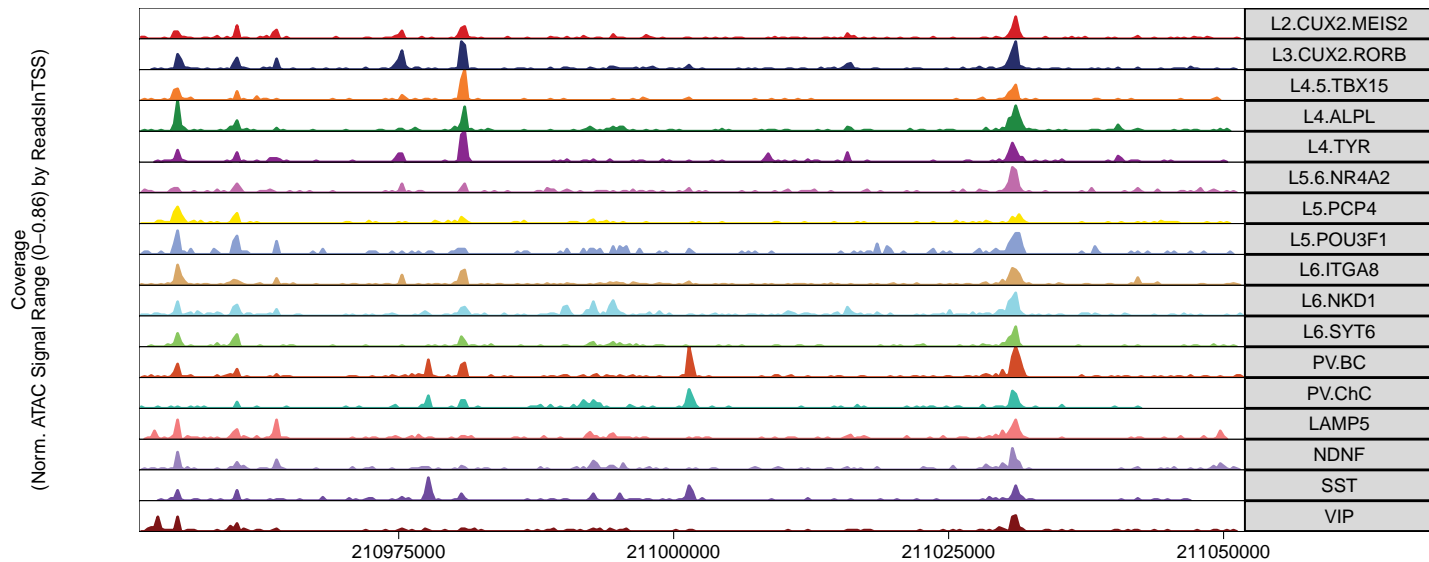 Coverage
(Norm. ATAC Signal Range (0−0.86) by ReadsInTSS)
L2.CUX2.MEIS2
L3.CUX2.RORB
L4.5.TBX15
L4.ALPL
L4.TYR
L5.6.NR4A2
L5.PCP4
L5.POU3F1
L6.ITGA8
L6.NKD1
L6.SYT6
PV.BC
PV.ChC
LAMP5
NDNF
SST
VIP
210975000 211000000 211025000 211050000